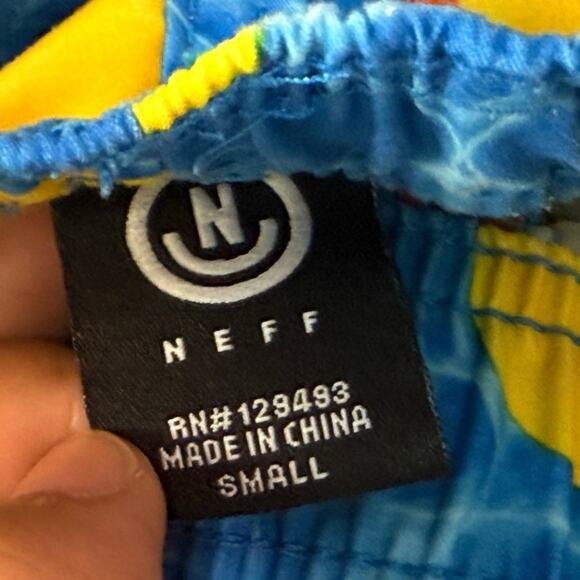 N
NEFF
RN#129493
MADE IN CHINA
SMALL